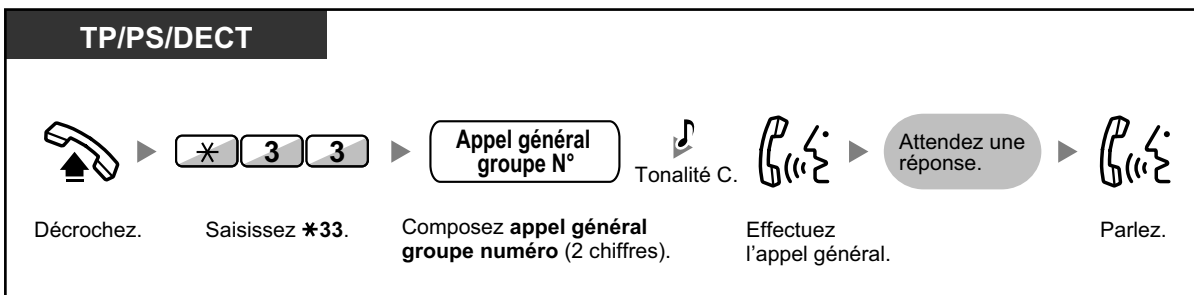 TP/PS/DECT
✳ 3 3
Appel général
groupe N°
Tonalité C.
Attendez une
réponse.
Décrochez.
Saisissez ✳33.
Composez appel général
groupe numéro (2 chiffres).
Effectuez
l'appel général.
Parlez.